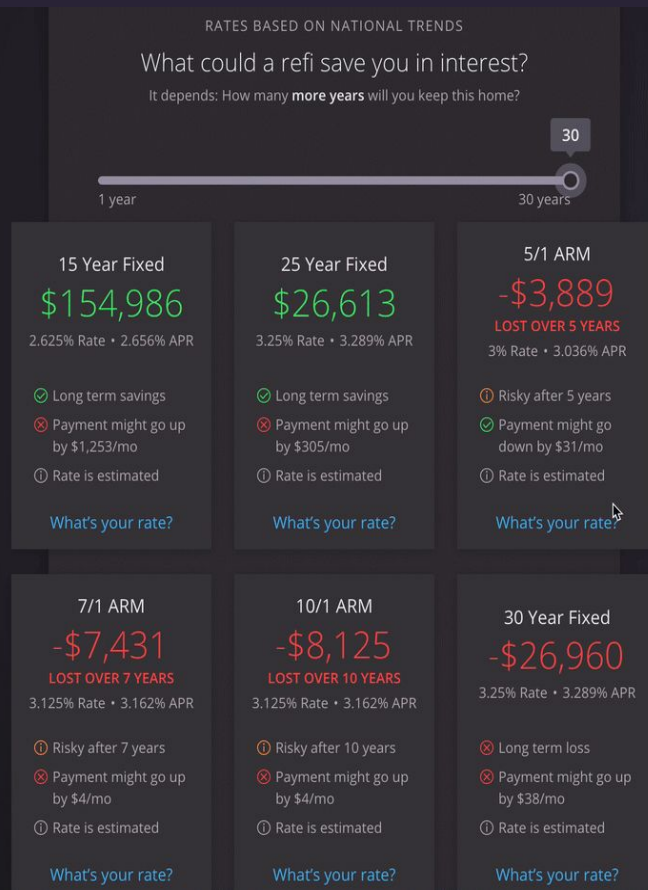 RATES BASED ON NATIONAL TRENDS
What could a refi save you in interest?
It depends: How many more years will you keep this home?
30
1 year
30 years
15 Year Fixed
$154,986
2.625% Rate • 2.656% APR
Long term savings
Payment might go up
by $1,253/mo
Rate is estimated
What's your rate?
25 Year Fixed
$26,613
3.25% Rate • 3.289% APR
Long term savings
Payment might go up
by $305/mo
Rate is estimated
What's your rate?
5/1 ARM
-$3,889
LOST OVER 5 YEARS
3% Rate • 3.036% APR
Risky after 5 years
Payment might go
down by $31/mo
Rate is estimated
What's your rate?
7/1 ARM
-$7,431
LOST OVER 7 YEARS
3.125% Rate • 3.162% APR
Risky after 7 years
Payment might go up
by $4/mo
Rate is estimated
What's your rate?
10/1 ARM
-$8,125
LOST OVER 10 YEARS
3.125% Rate • 3.162% APR
Risky after 10 years
Payment might go up
by $4/mo
Rate is estimated
What's your rate?
30 Year Fixed
-$26,960
3.25% Rate • 3.289% APR
Long term loss
Payment might go up
by $38/mo
Rate is estimated
What's your rate?